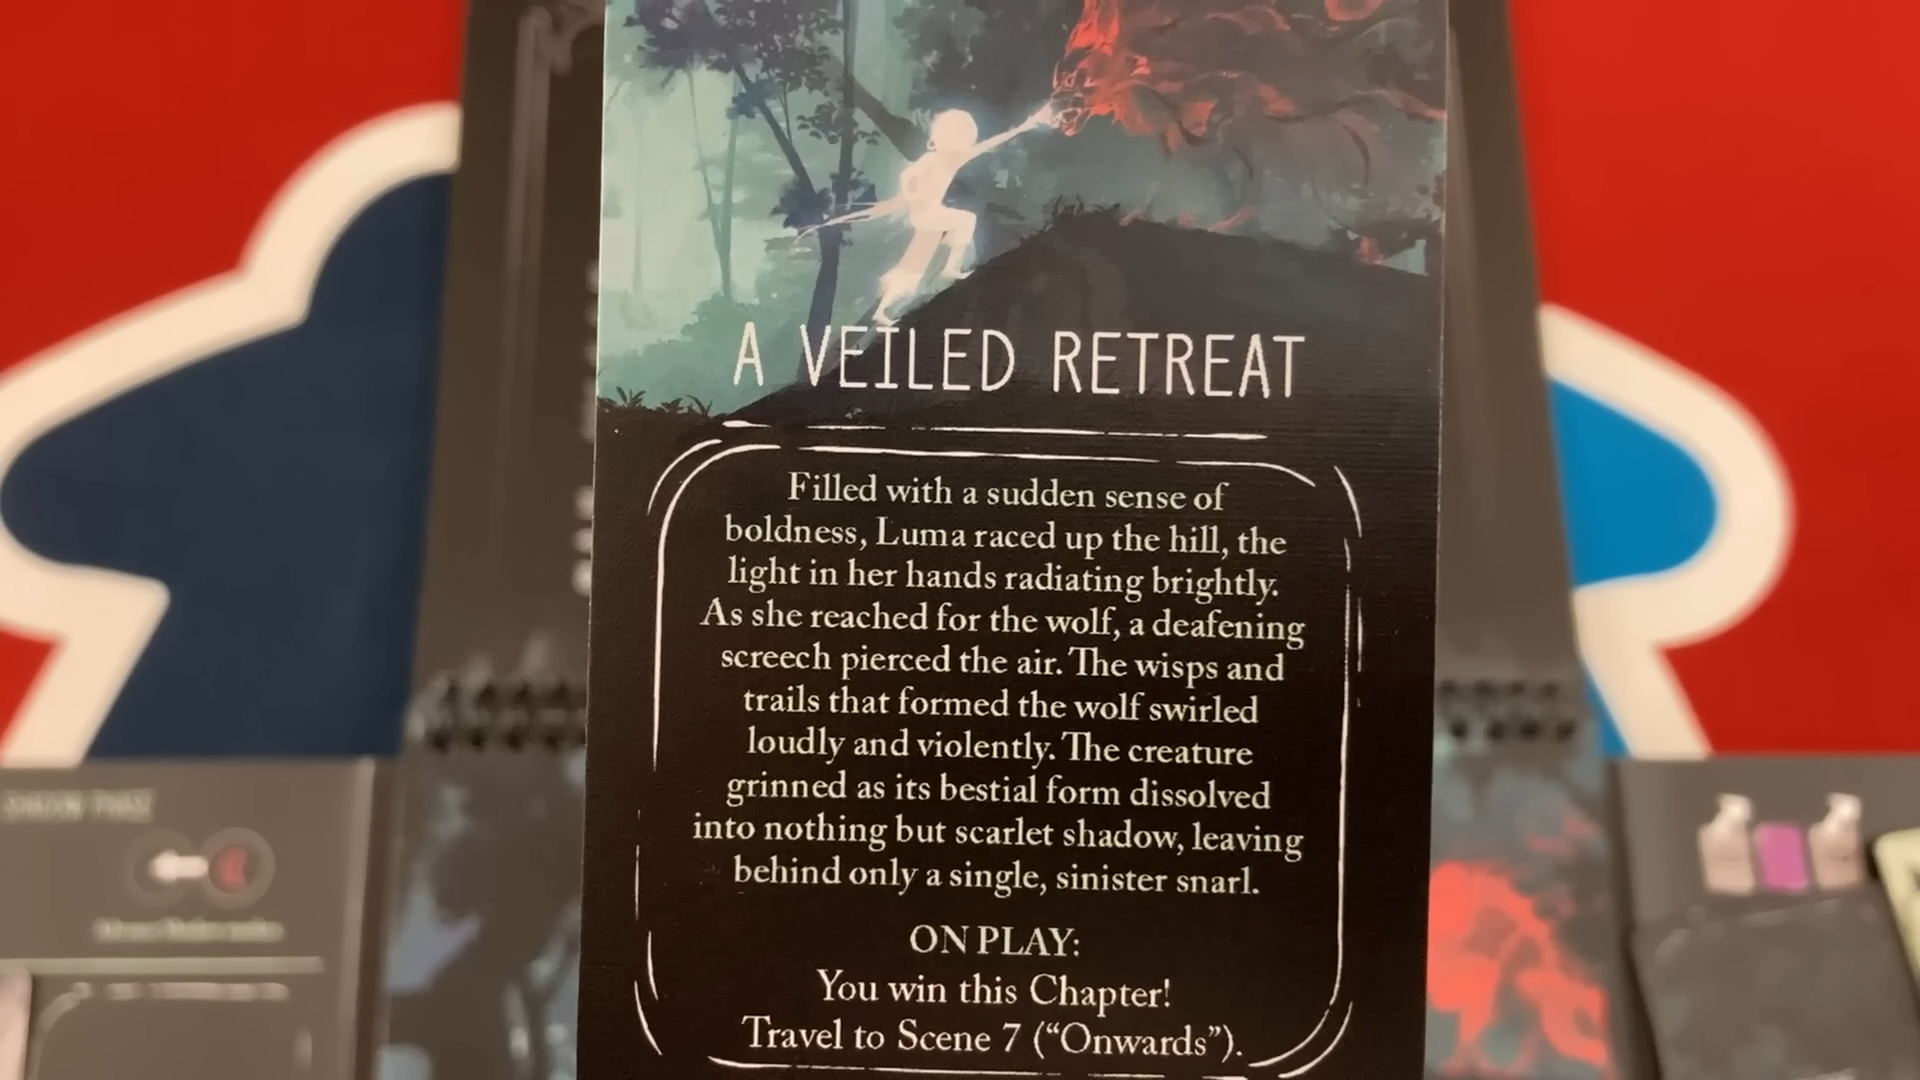 A VEILED RETREAT
Filled with a sudden sense of
boldness, Luma raced up the hill, the
light in her hands radiating brightly.
As she reached for the wolf, a deafening
screech pierced the air. The wisps and
trails that formed the wolf swirled
loudly and violently. The creature
grinned as its bestial form dissolved
into nothing but scarlet shadow, leaving
behind only a single, sinister snarl.
ON PLAY:
You win this Chapter!
Travel to Scene 7 (“Onwards”).
SHADOW PHASE